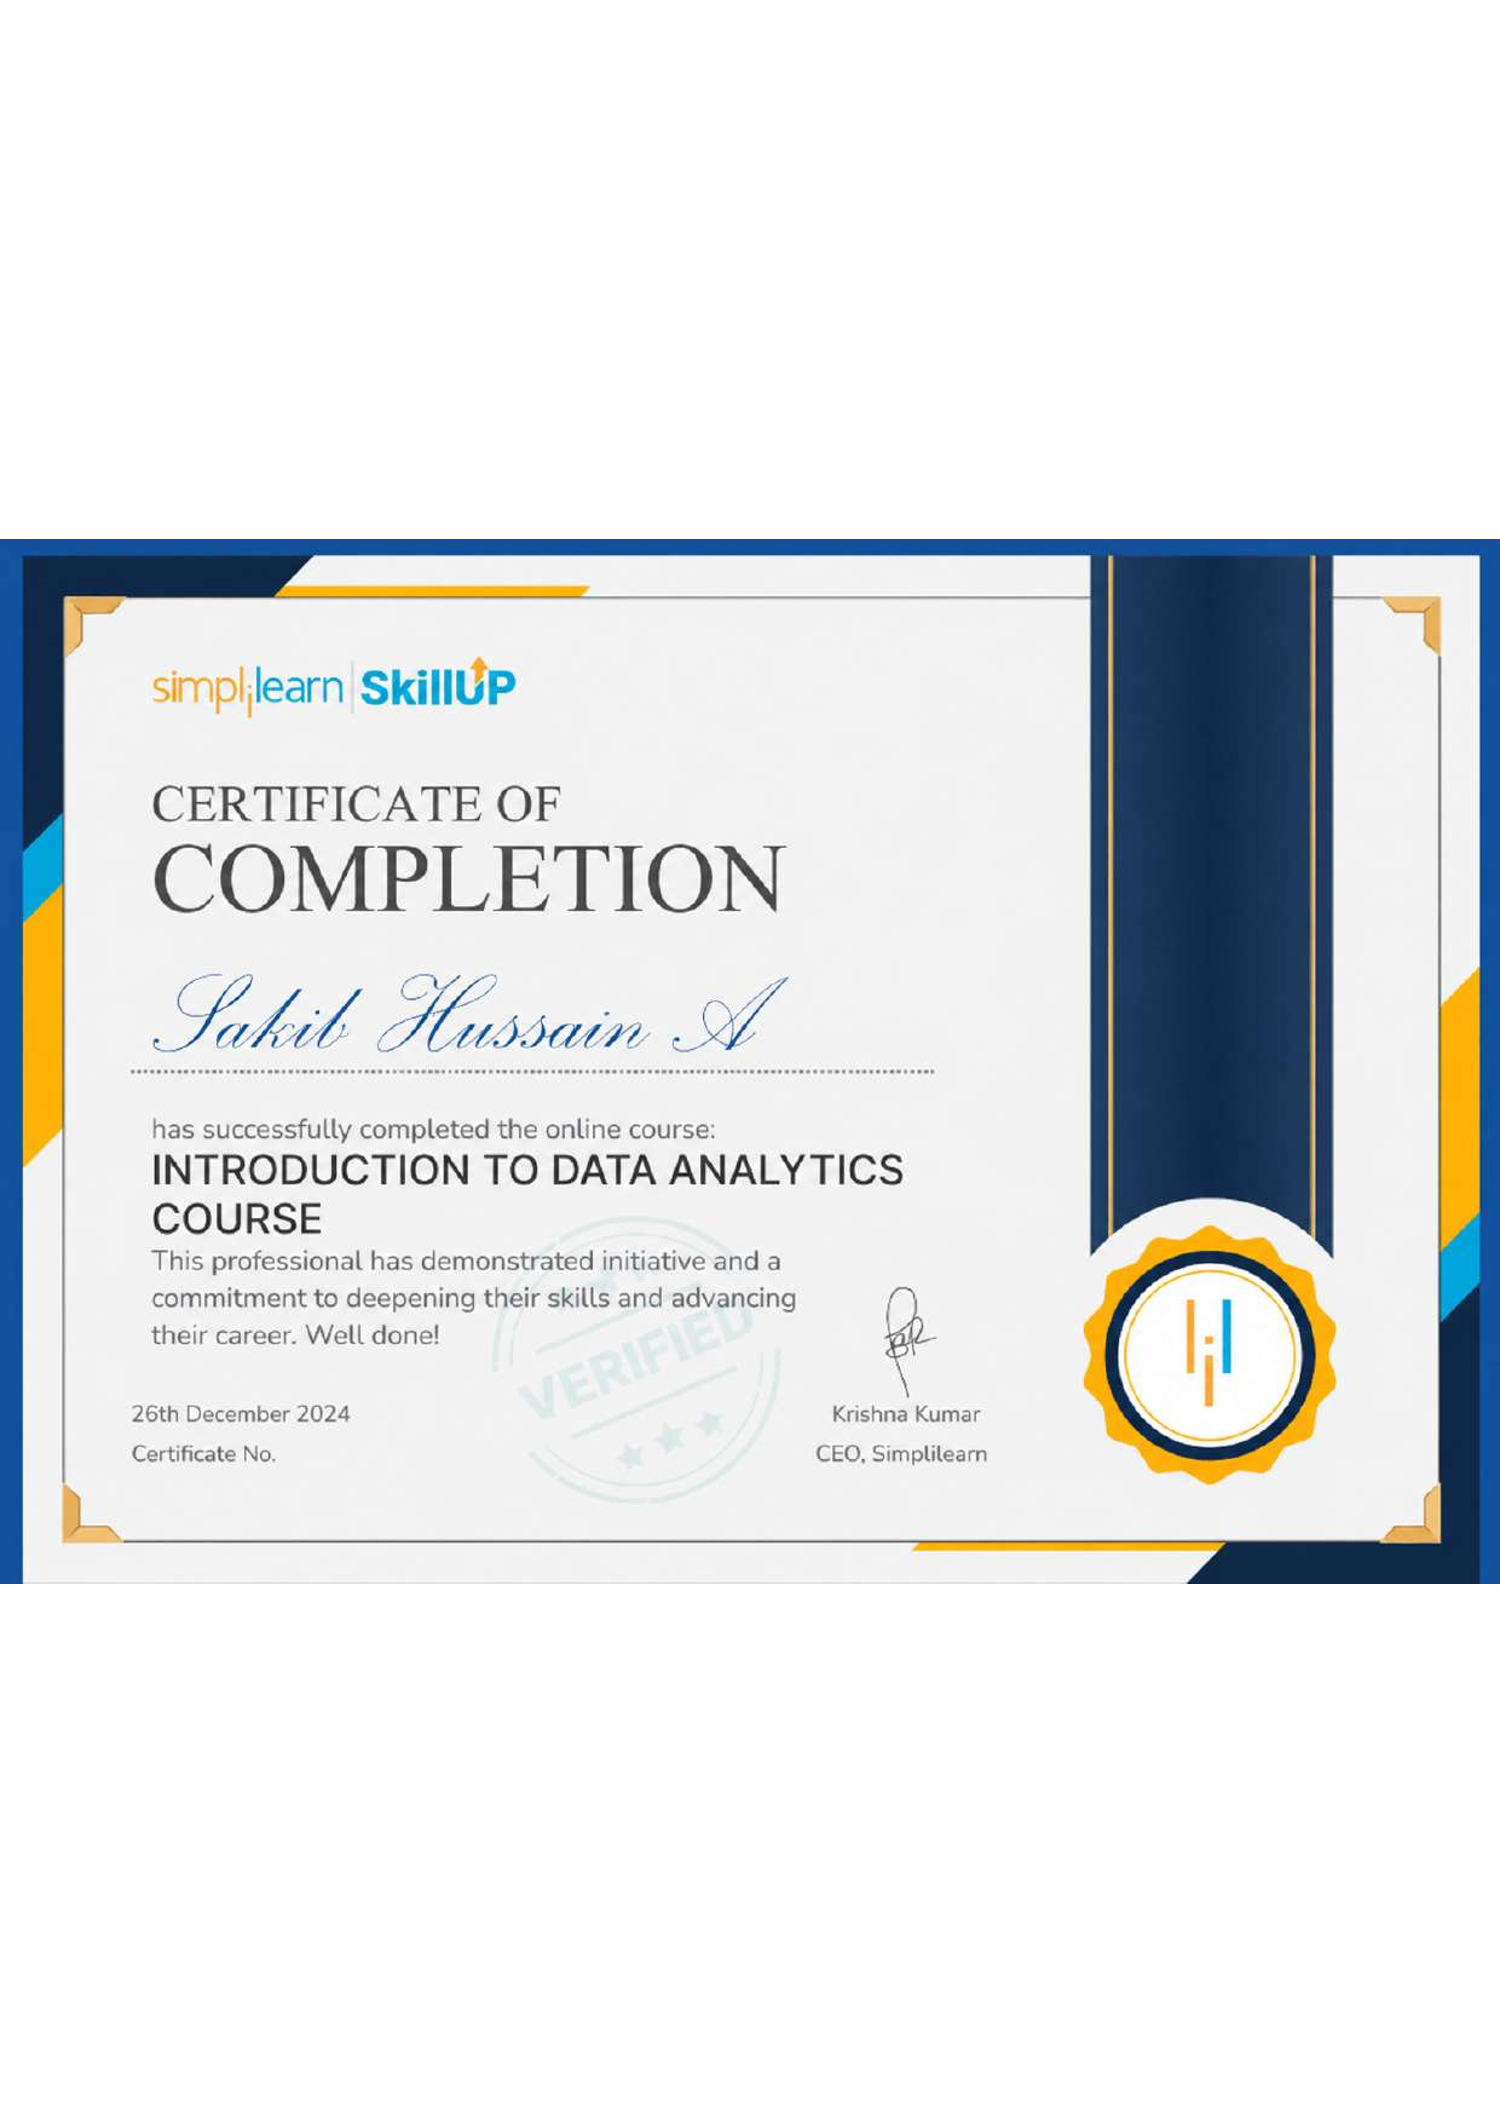 simplilearn | SkillUP
CERTIFICATE OF
COMPLETION
Sakib Hussain A
has successfully completed the online course:
INTRODUCTION TO DATA ANALYTICS
COURSE
This professional has demonstrated initiative and a
commitment to deepening their skills and advancing
their career. Well done!
VERIFIED
26th December 2024
Krishna Kumar
Certificate No.
CEO, Simplilearn